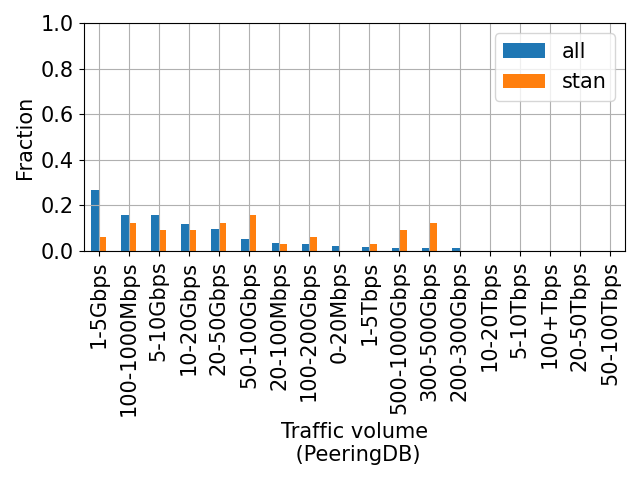 1.0
0.8
0.6
0.4
0.2
0.0
Fraction
all
stan
1-5Gbps
100-1000Mbps
5-10Gbps
10-20Gbps
20-50Gbps
50-100Gbps
20-100Mbps
100-200Gbps
0-20Mbps
1-5Tbps
500-1000Gbps
300-500Gbps
200-300Gbps
10-20Tbps
5-10Tbps
100+Tbps
20-50Tbps
50-100Tbps
Traffic volume
(PeeringDB)